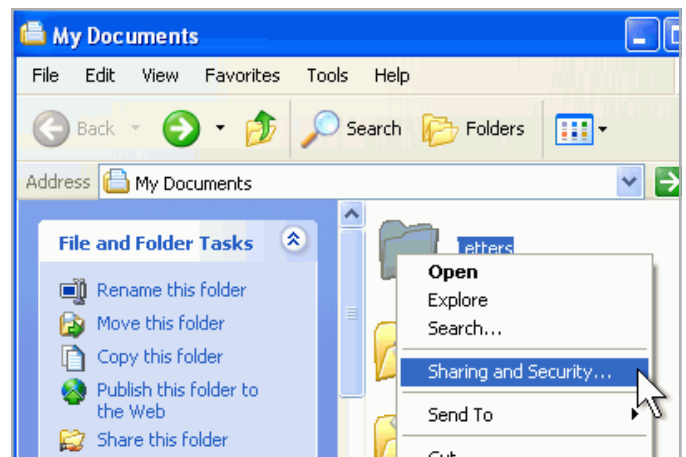 My Documents
File Edit View Favorites Tools Help
Back Search Folders
Address My Documents
File and Folder Tasks
Rename this folder
Move this folder
Copy this folder
Publish this folder to
the Web
Share this folder
Letters
Open
Explore
Search...
Sharing and Security...
Send To
Cut